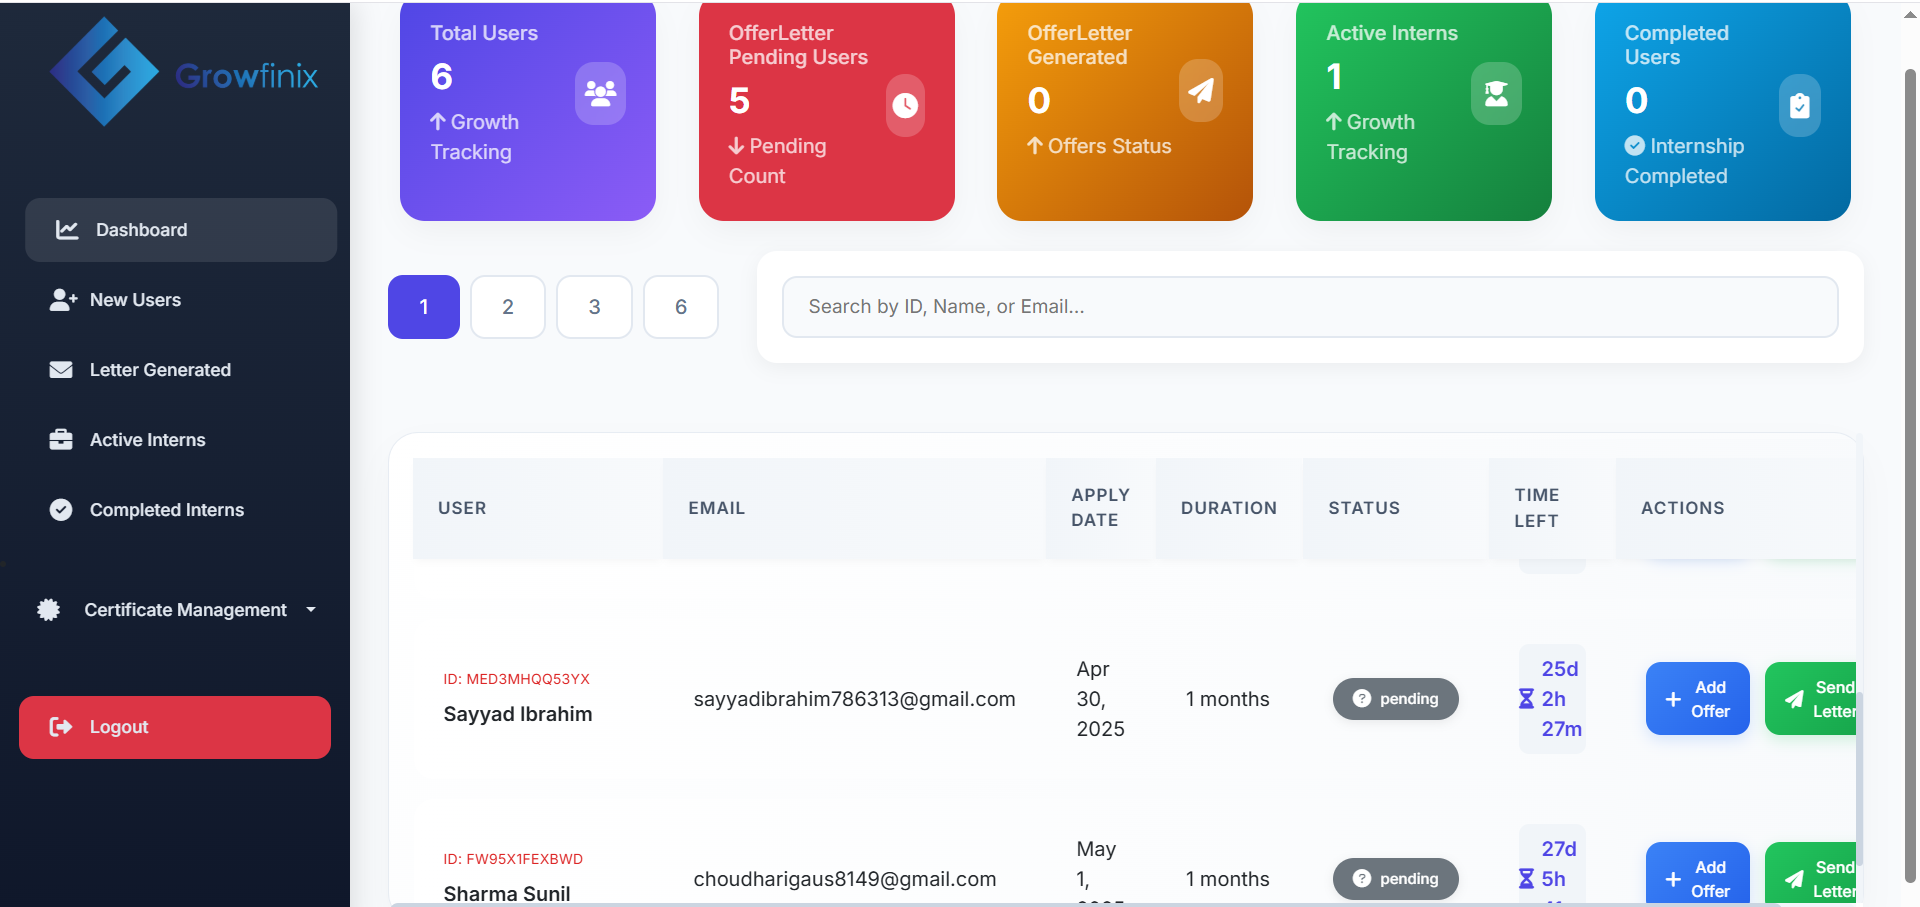 Growfinix
Dashboard
New Users
Letter Generated
Active Interns
Completed Interns
Certificate Management
Logout
Total Users
6
Growth
Tracking
OfferLetter
Pending Users
5
Pending
Count
OfferLetter
Generated
0
Offers Status
Active Interns
1
Growth
Tracking
Completed
Users
0
Internship
Completed
1 2 3 6
Search by ID, Name, or Email...
USER EMAIL APPLY DATE DURATION STATUS TIME LEFT ACTIONS
ID: MED3MHQQ53YX
Sayyad Ibrahim
sayyadibrahim786313@gmail.com
Apr
30,
2025
1 months
? pending
25d
2h
27m
Add
Offer
Send
Letter
ID: FW95X1FEXBWD
Sharma Sunil
choudharigaus8149@gmail.com
May
1,
1 months
? pending
27d
5h
Add
Offer
Send
Letter